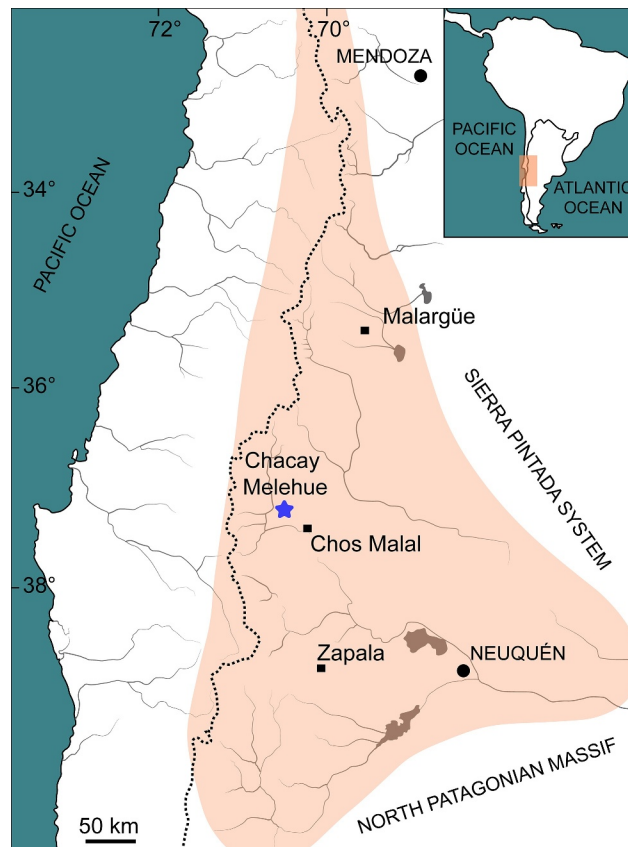 72°
70°
MENDOZA
PACIFIC
OCEAN
ATLANTIC
OCEAN
34°
PACIFIC OCEAN
Malargüe
36°
SIERRA PINTADA SYSTEM
Chacay
Melehue
Chos Malal
38°
Zapala
NEUQUÉN
NORTH PATAGONIAN MASSIF
50 km